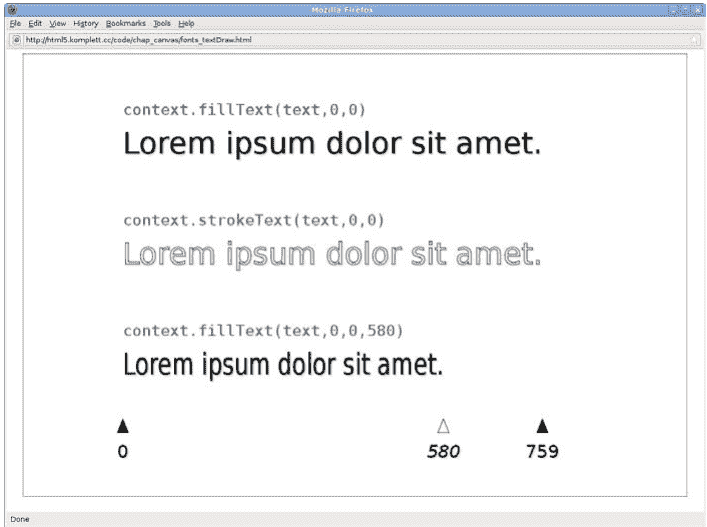 Mozilla Firefox
File Edit View History Bookmarks Tools Help
http://html5.komplett.cc/code/chap_canvas/fonts_textDraw.html
context.fillText(text,0,0)
Lorem ipsum dolor sit amet.
context.strokeText(text,0,0)
Lorem ipsum dolor sit amet.
context.fillText(text,0,0,580)
Lorem ipsum dolor sit amet.
0 580 759
Done